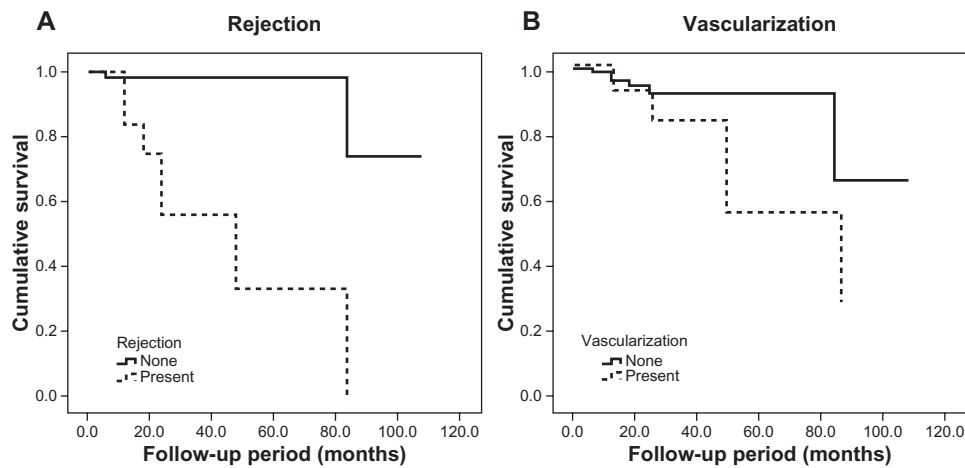 A
Rejection
Cumulative survival
1.0
0.8
0.6
0.4
0.2
0.0
Rejection
None
Present
0.0 20.0 40.0 60.0 80.0 100.0 120.0
Follow-up period (months)
B
Vascularization
Cumulative survival
1.0
0.8
0.6
0.4
0.2
0.0
Vascularization
None
Present
0.0 20.0 40.0 60.0 80.0 100.0 120.0
Follow-up period (months)